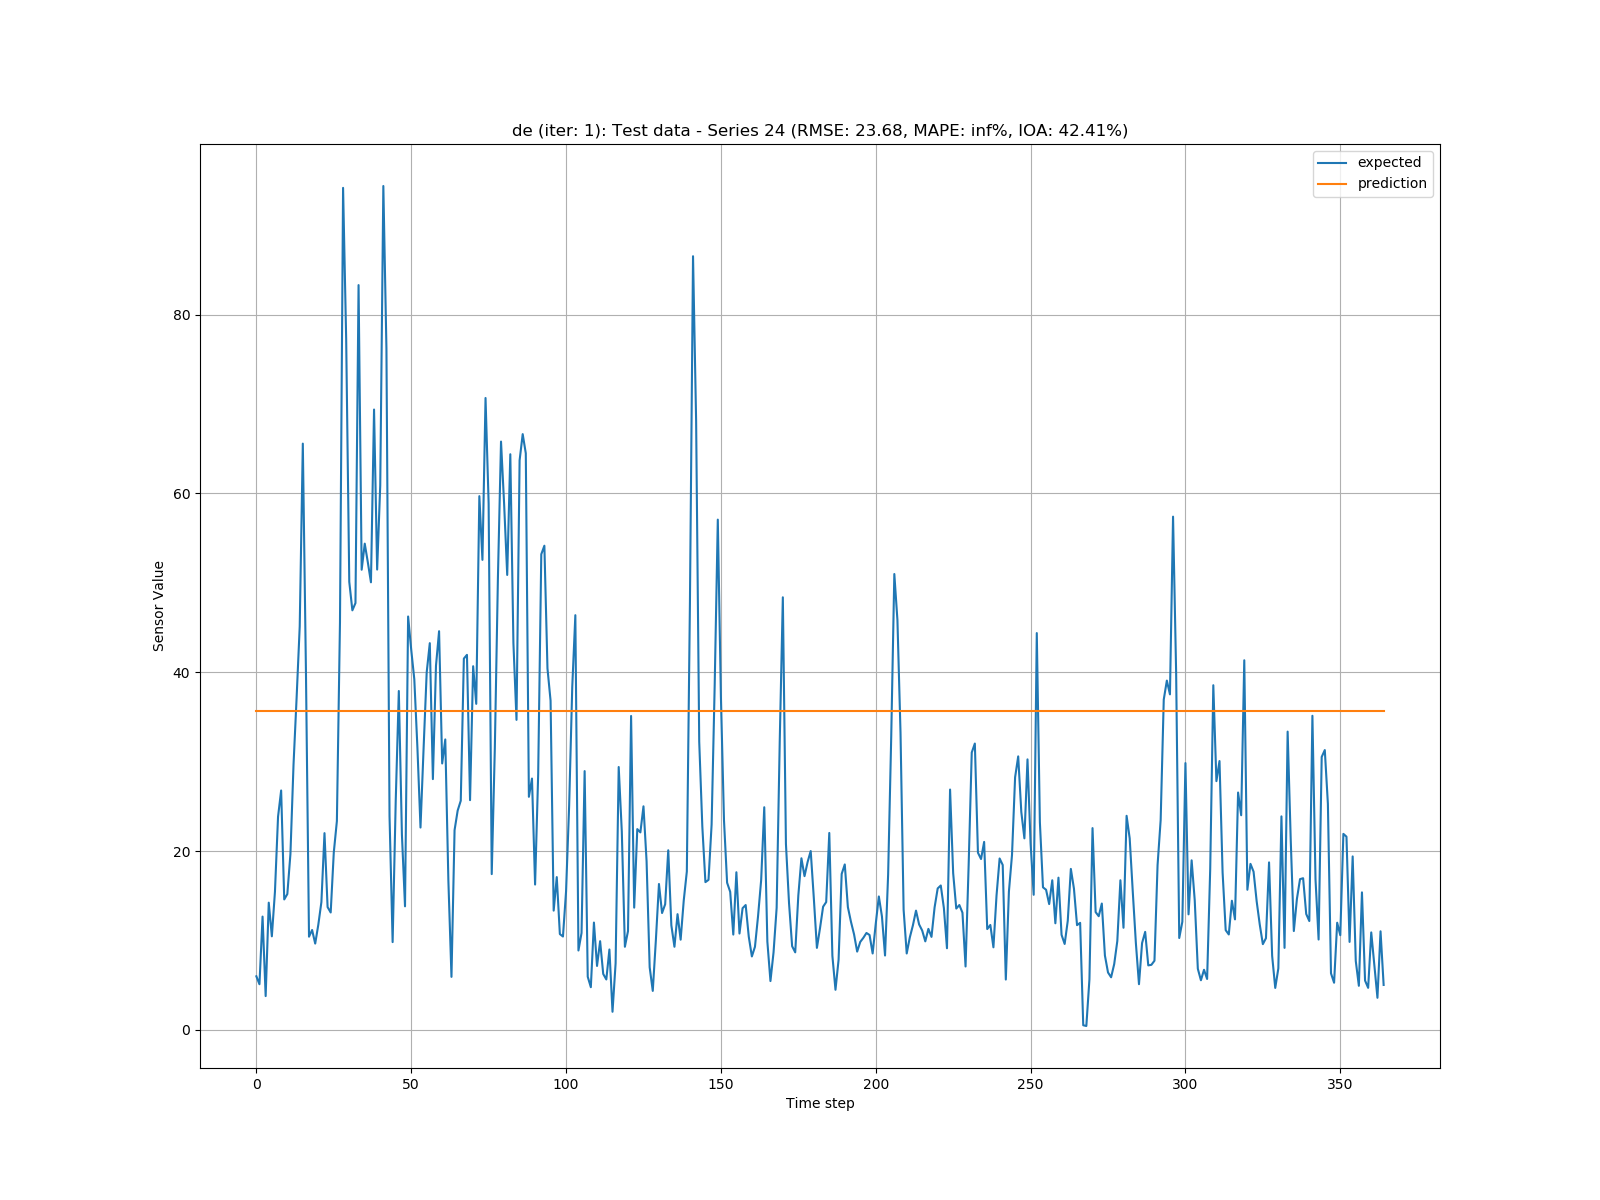 de (iter: 1): Test data - Series 24 (RMSE: 23.68, MAPE: inf%, IOA: 42.41%)
expected
prediction
Sensor Value
80
60
40
20
0
0 50 100 150 200 250 300 350
Time step